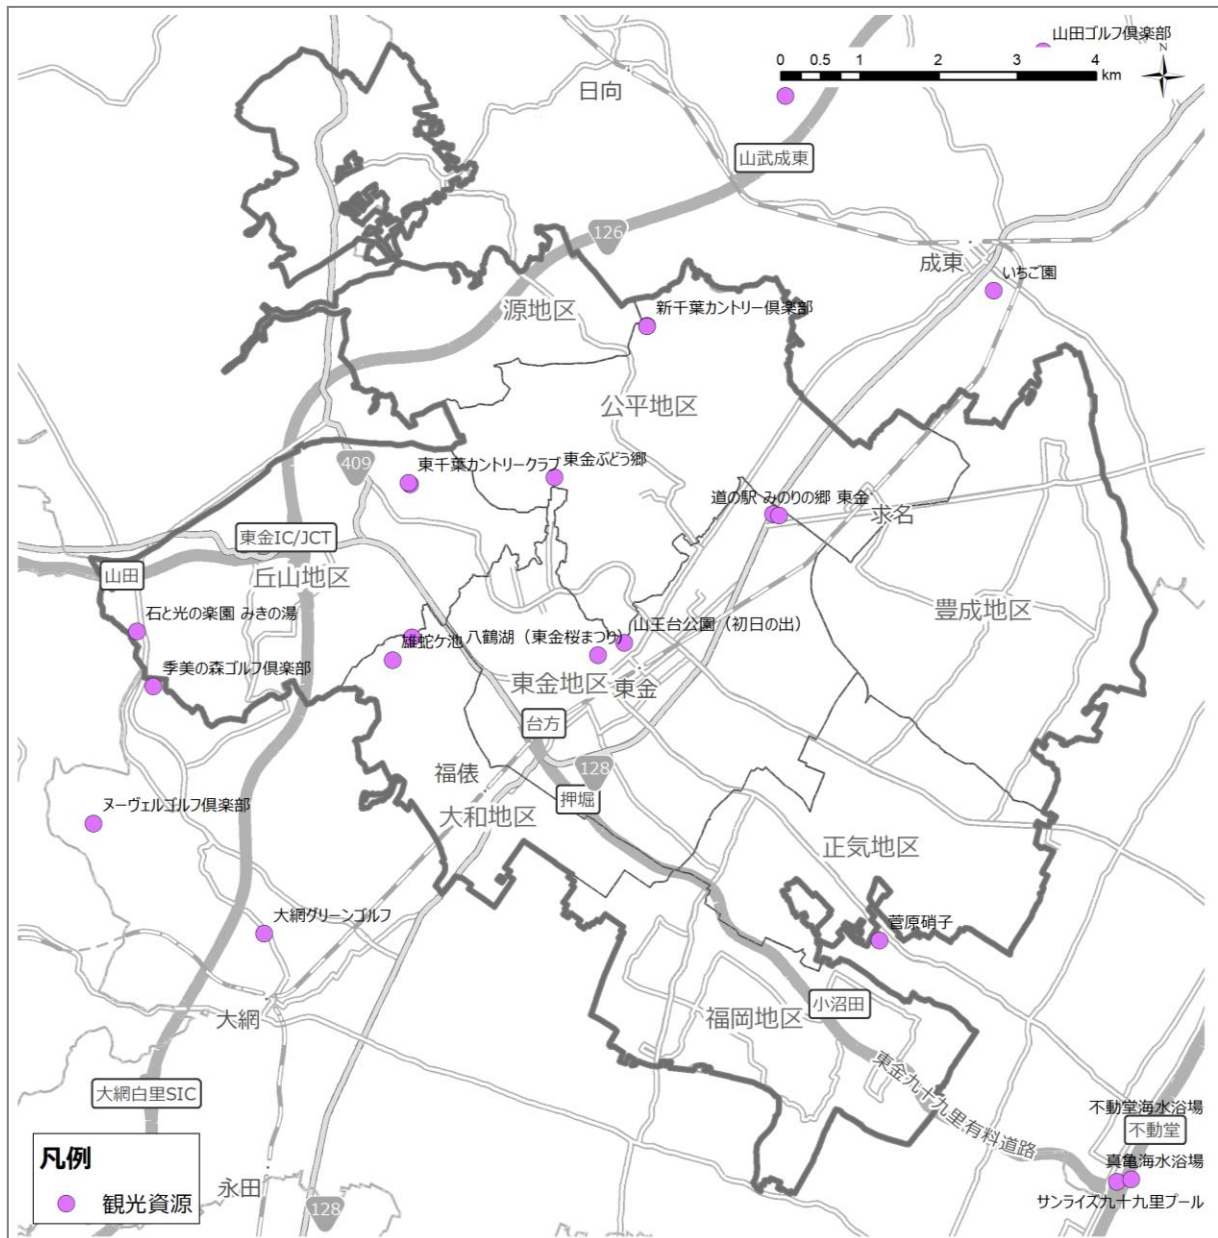 山田ゴルフ倶楽部
N
0 0.5 1 2 3 4
km
日向
山武成東
126
成東
いちご園
源地区
新千葉カントリー倶楽部
公平地区
409
東千葉カントリークラブ
東金ぶどう郷
道の駅 みのりの郷 東金
求名
東金IC/JCT
山田
丘山地区
石と光の楽園 みきの湯
豊成地区
山王台公園（初日の出）
雄蛇ケ池
八鶴湖（東金桜まつり）
季美の森ゴルフ倶楽部
東金地区
東金
台方
福俵
128
押堀
ヌーヴェルゴルフ倶楽部
大和地区
正気地区
大網グリーンゴルフ
菅原硝子
大網
福岡地区
小沼田
東金九十九里有料道路
大網白里SIC
不動堂海水浴場
不動堂
真亀海水浴場
サンライズ九十九里プール
凡例
観光資源
永田
128